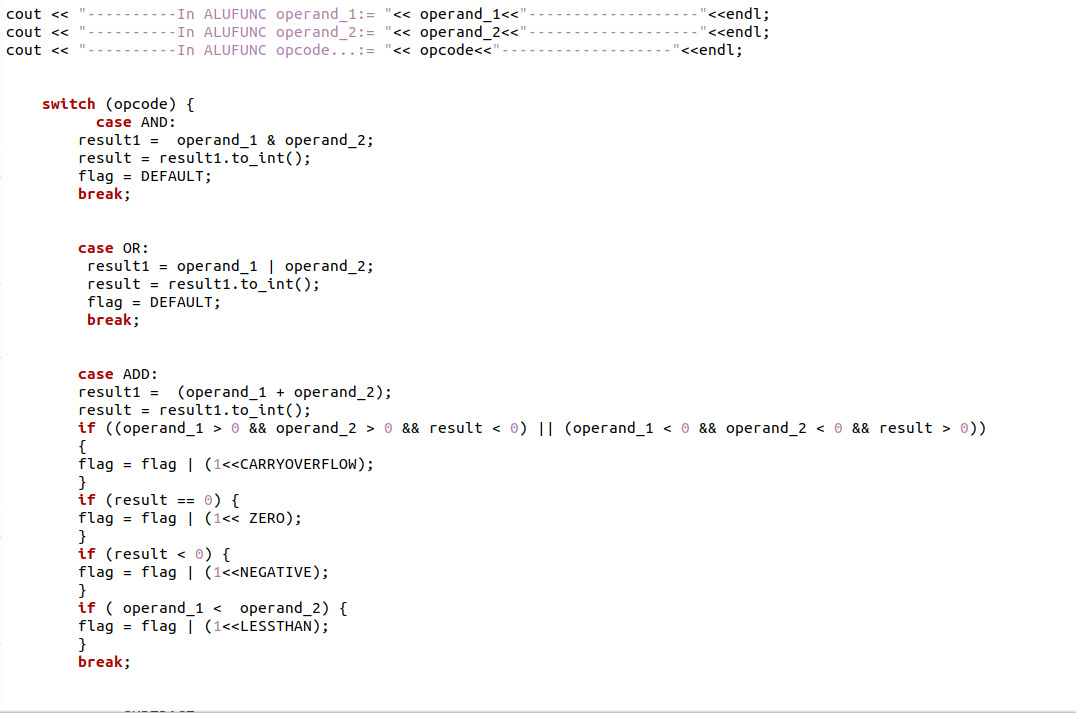 cout << "----------In ALUFUNC operand_1:= "<< operand_1<<"-------------------"<<endl;
cout << "----------In ALUFUNC operand_2:= "<< operand_2<<"-------------------"<<endl;
cout << "----------In ALUFUNC opcode...:= "<< opcode<<"-------------------"<<endl;
switch (opcode) {
case AND:
result1 =  operand_1 & operand_2;
result = result1.to_int();
flag = DEFAULT;
break;
case OR:
result1 = operand_1 | operand_2;
result = result1.to_int();
flag = DEFAULT;
break;
case ADD:
result1 =  (operand_1 + operand_2);
result = result1.to_int();
if ((operand_1 > 0 && operand_2 > 0 && result < 0) || (operand_1 < 0 && operand_2 < 0 && result > 0))
{
flag = flag | (1<<CARRYOVERFLOW);
}
if (result == 0) {
flag = flag | (1<< ZERO);
}
if (result < 0) {
flag = flag | (1<<NEGATIVE);
}
if ( operand_1 <  operand_2) {
flag = flag | (1<<LESSTHAN);
}
break;